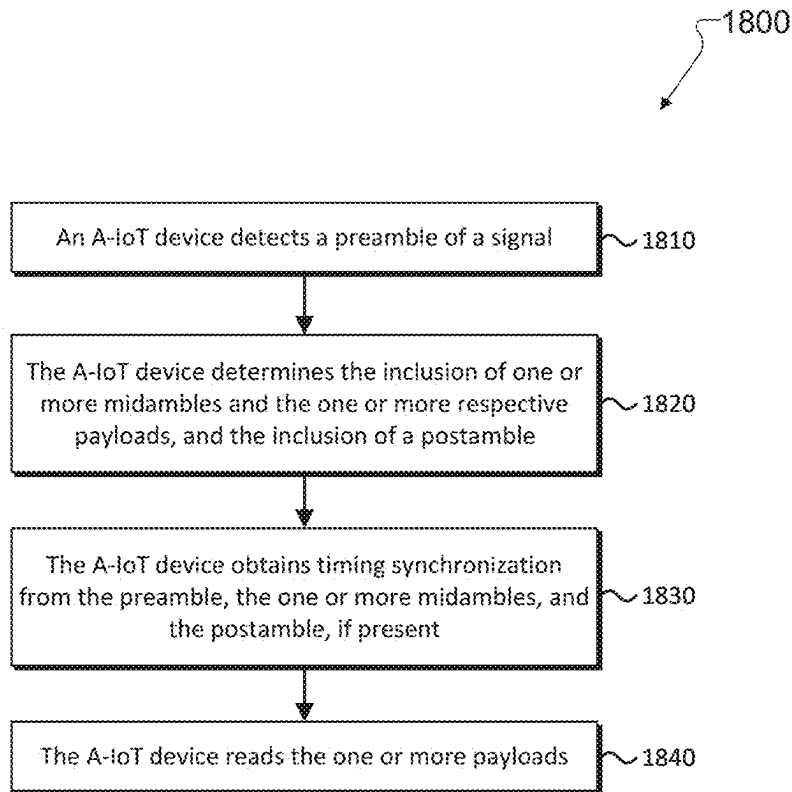 1800
An A-IoT device detects a preamble of a signal
1810
The A-IoT device determines the inclusion of one or
more midambles and the one or more respective
payloads, and the inclusion of a postamble
1820
The A-IoT device obtains timing synchronization
from the preamble, the one or more midambles, and
the postamble, if present
1830
The A-IoT device reads the one or more payloads
1840